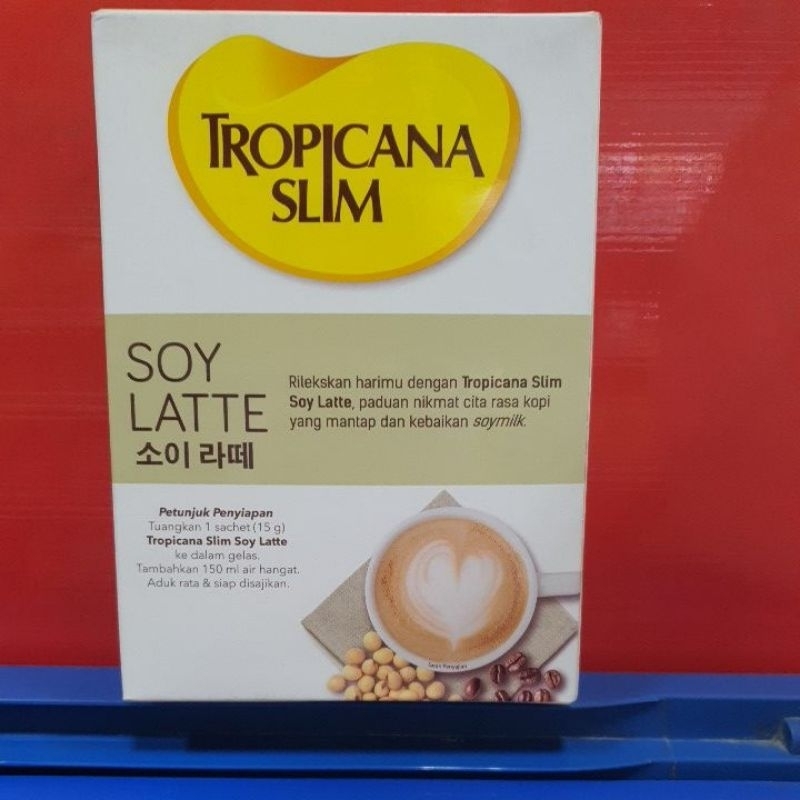 TROPICANA
SLIM
SOY
LATTE
소이 라떼
Rilekskan harimu dengan Tropicana Slim
Soy Latte, paduan nikmat cita rasa kopi
yang mantap dan kebaikan soymilk.
Petunjuk Penyiapan
Tuangkan 1 sachet (15 g)
Tropicana Slim Soy Latte
ke dalam gelas.
Tambahkan 150 ml air hangat.
Aduk rata & siap disajikan.
Saran Penyajian